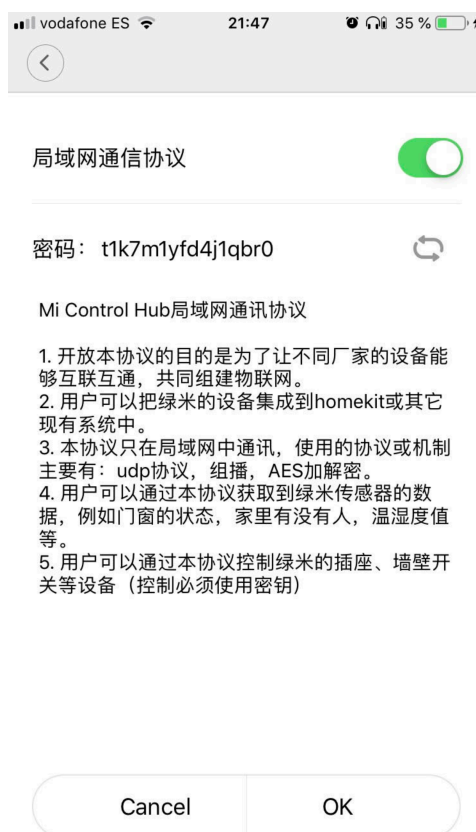 vodafone ES 21:47 35 %
局域网通信协议
密码： t1k7m1yfd4j1qbr0
Mi Control Hub局域网通讯协议
1. 开放本协议的目的是为了让不同厂家的设备能
够互联互通，共同组建物联网。
2. 用户可以把绿米的设备集成到homekit或其它
现有系统中。
3. 本协议只在局域网中通讯，使用的协议或机制
主要有：udp协议，组播，AES加解密。
4. 用户可以通过本协议获取到绿米传感器的数
据，例如门窗的状态，家里有没有人，温湿度值
等。
5. 用户可以通过本协议控制绿米的插座、墙壁开
关等设备（控制必须使用密钥）
Cancel OK